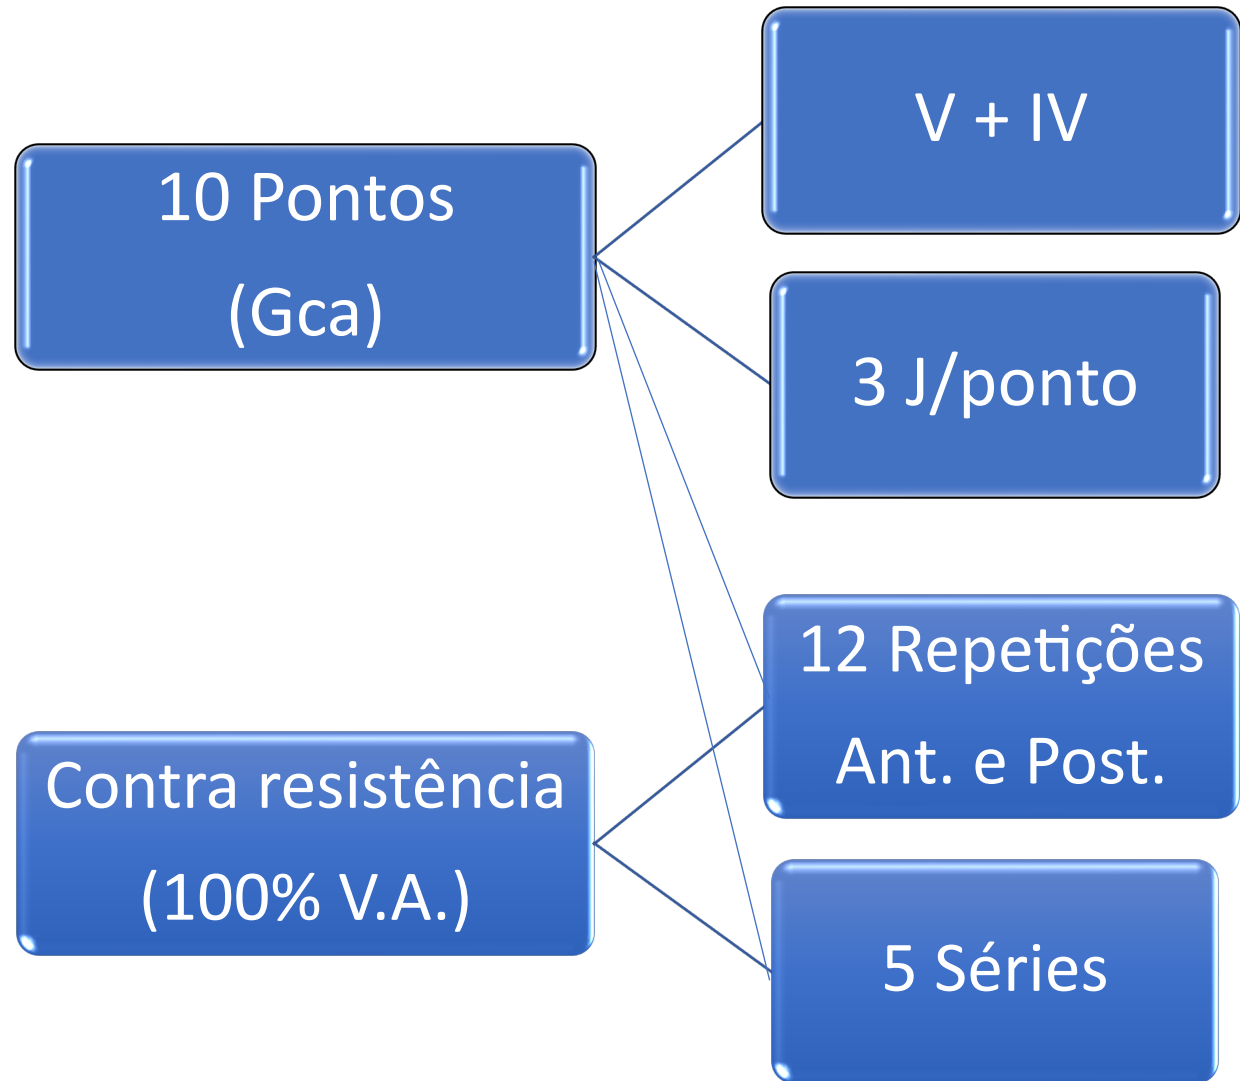 10 Pontos
(Gca)
V + IV
3 J/ponto
Contra resistência
(100% V.A.)
12 Repetições
Ant. e Post.
5 Séries